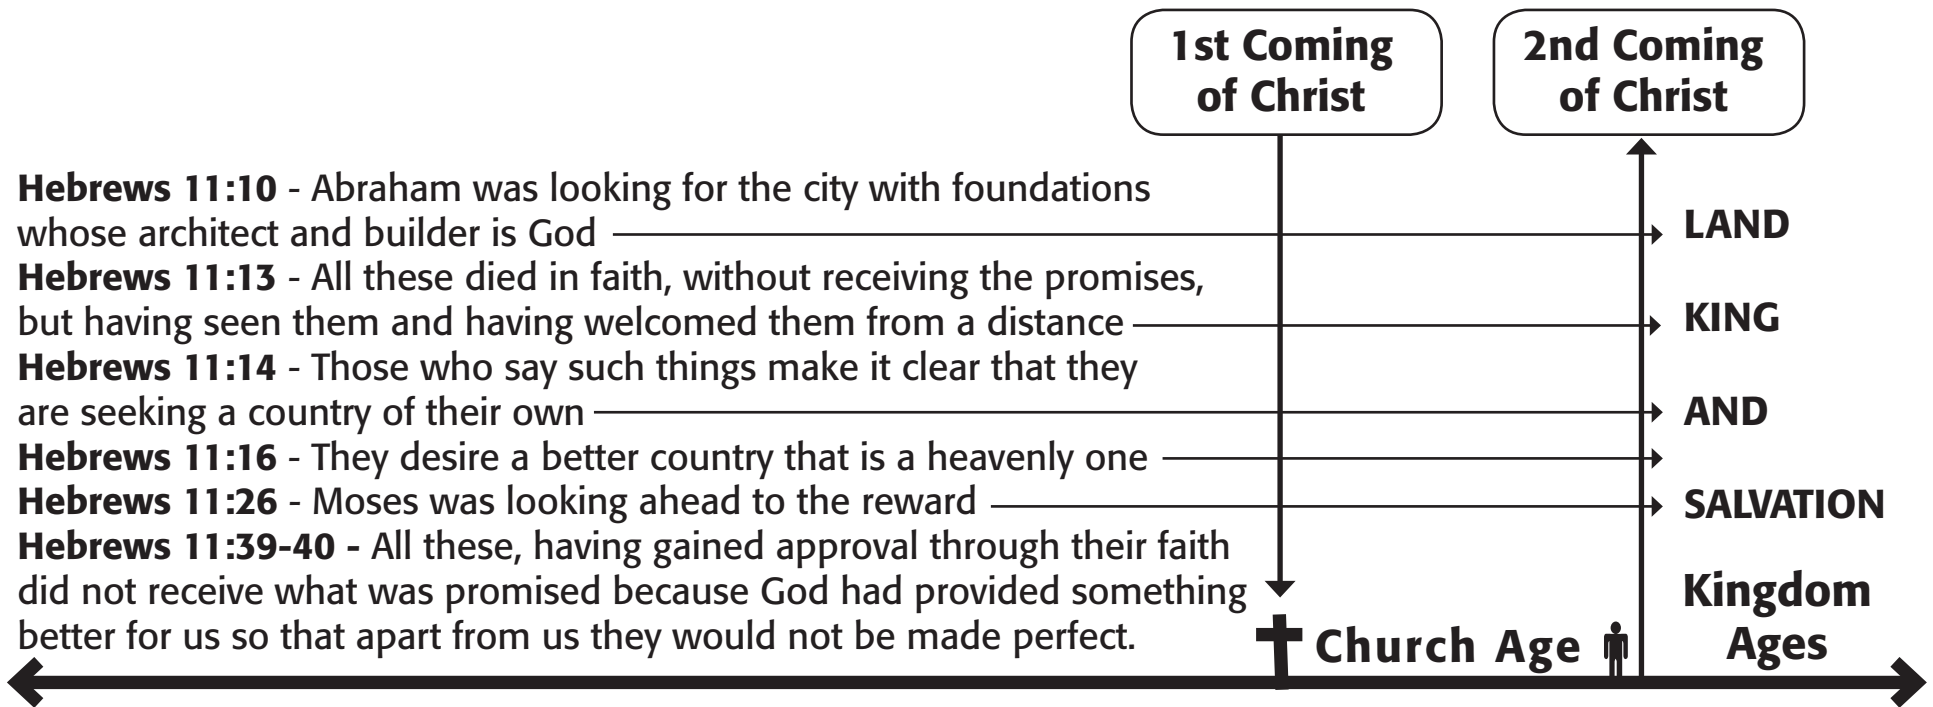 1st Coming
of Christ
2nd Coming
of Christ
Hebrews 11:10 - Abraham was looking for the city with foundations
whose architect and builder is God
LAND
Hebrews 11:13 - All these died in faith, without receiving the promises,
but having seen them and having welcomed them from a distance
KING
Hebrews 11:14 - Those who say such things make it clear that they
are seeking a country of their own
AND
Hebrews 11:16 - They desire a better country that is a heavenly one
Hebrews 11:26 - Moses was looking ahead to the reward
SALVATION
Hebrews 11:39-40 - All these, having gained approval through their faith
did not receive what was promised because God had provided something
better for us so that apart from us they would not be made perfect.
Church Age
Kingdom
Ages